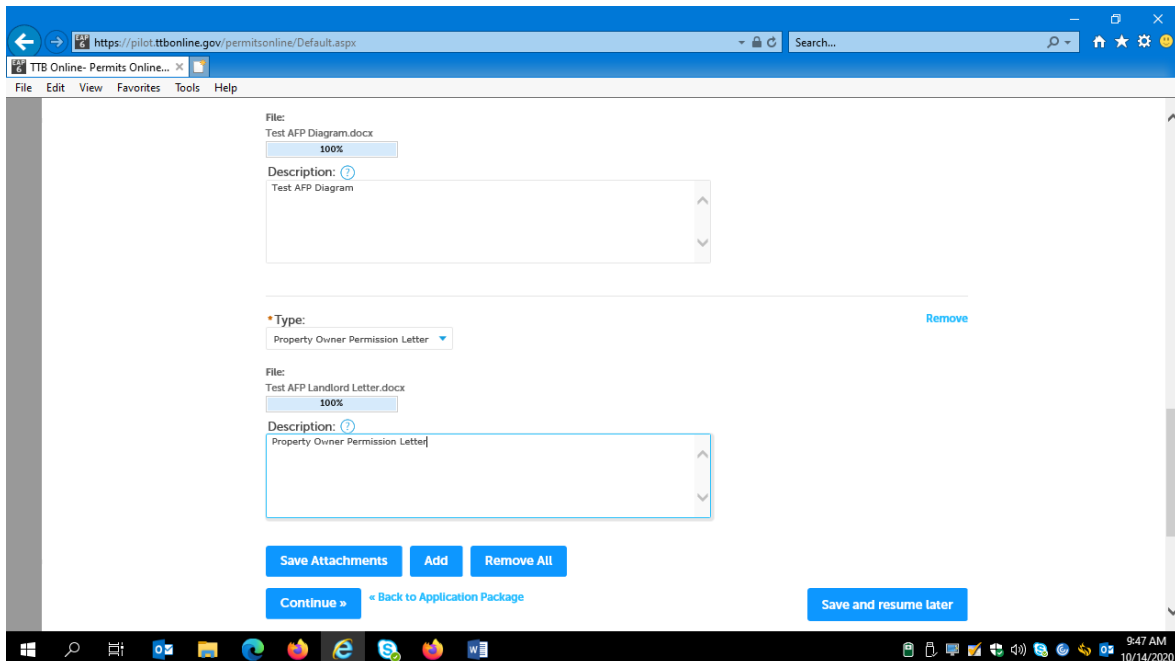 https://pilot.ttbonline.gov/permitsonline/Default.aspx
Search...
TTB Online- Permits Online...
File Edit View Favorites Tools Help
File:
Test AFP Diagram.docx
100%
Description: ?
Test AFP Diagram
*Type:
Remove
Property Owner Permission Letter
File:
Test AFP Landlord Letter.docx
100%
Description: ?
Property Owner Permission Letter
Save Attachments Add Remove All
Continue » « Back to Application Package Save and resume later
9:47 AM
10/14/2020